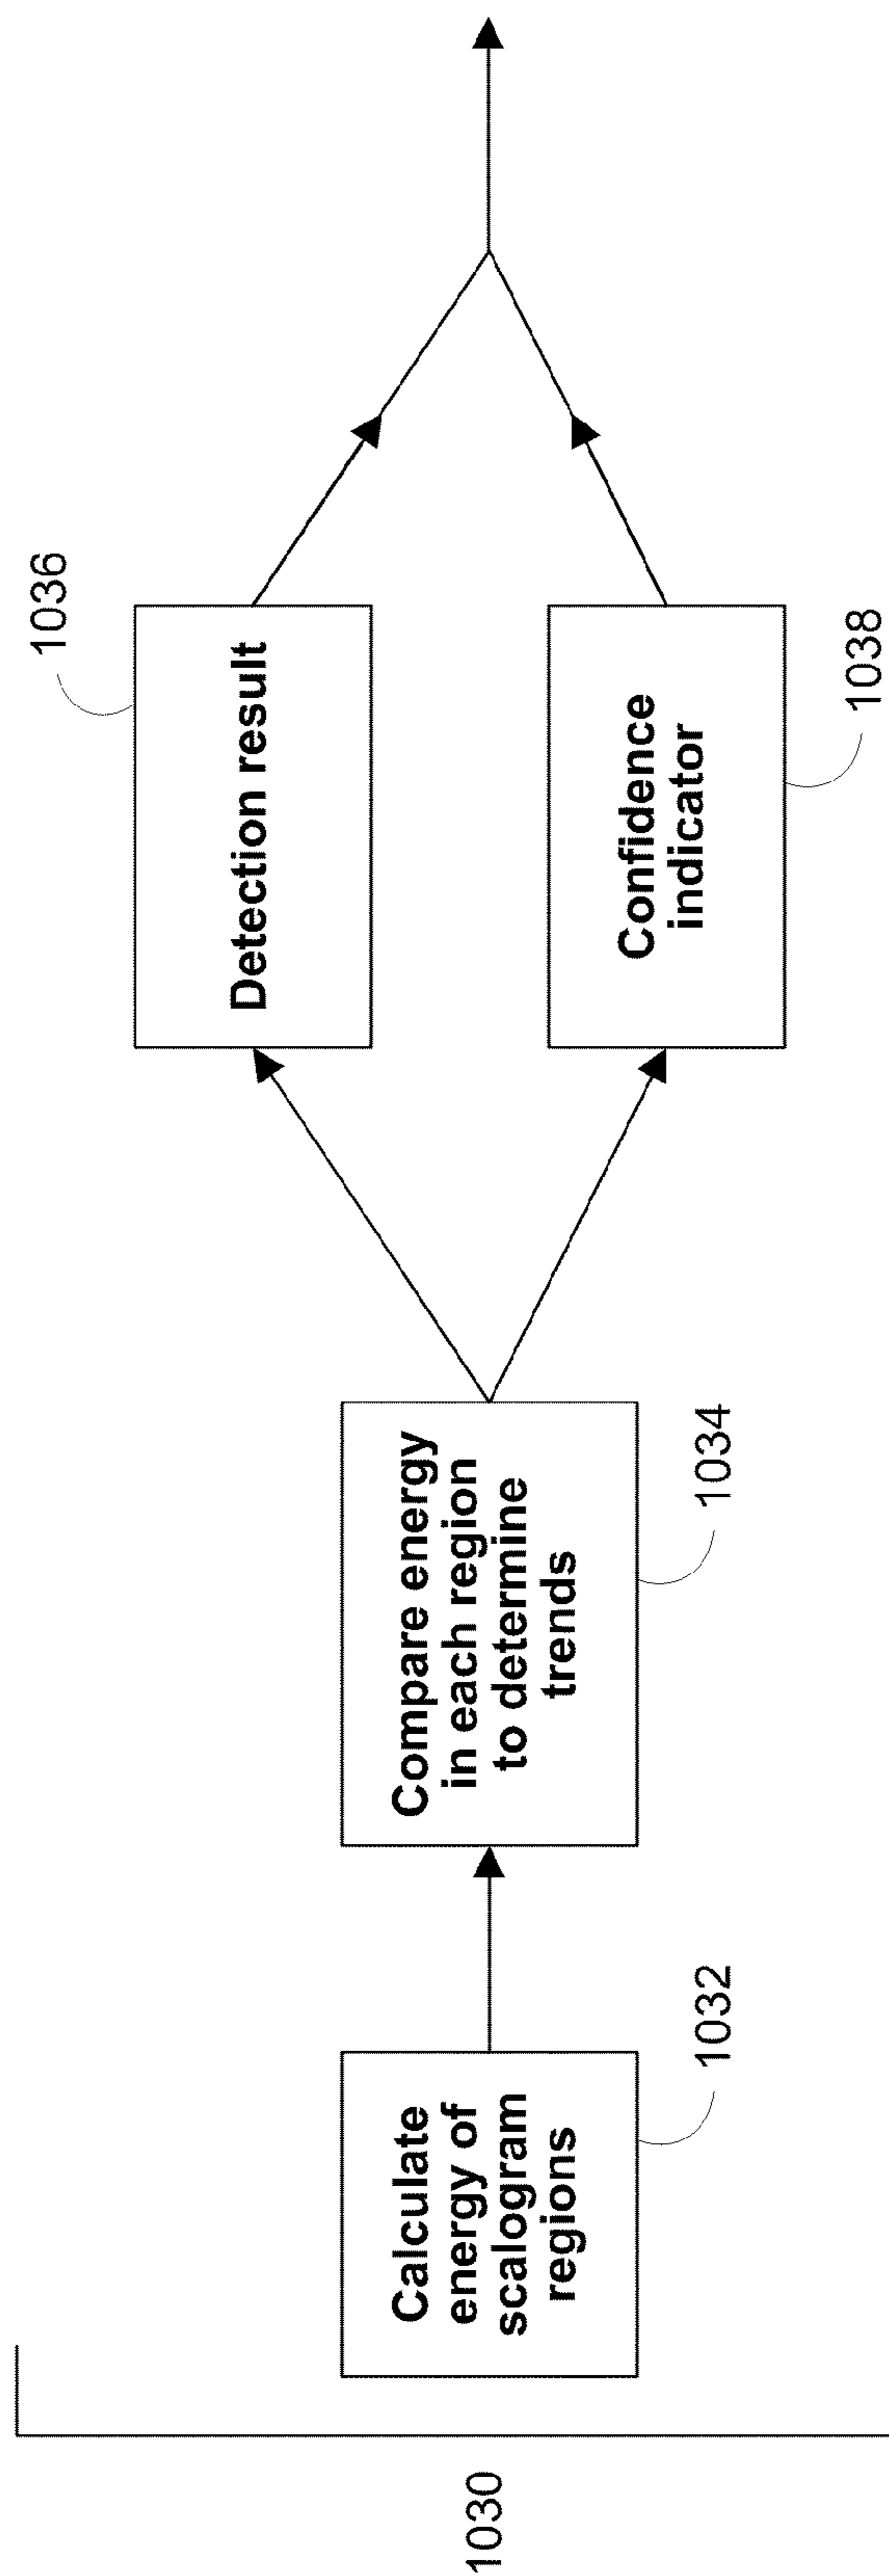 1030
Calculate
energy of
scalogram
regions
1032
Compare energy
in each region
to determine
trends
1034
Detection result
1036
Confidence
indicator
1038